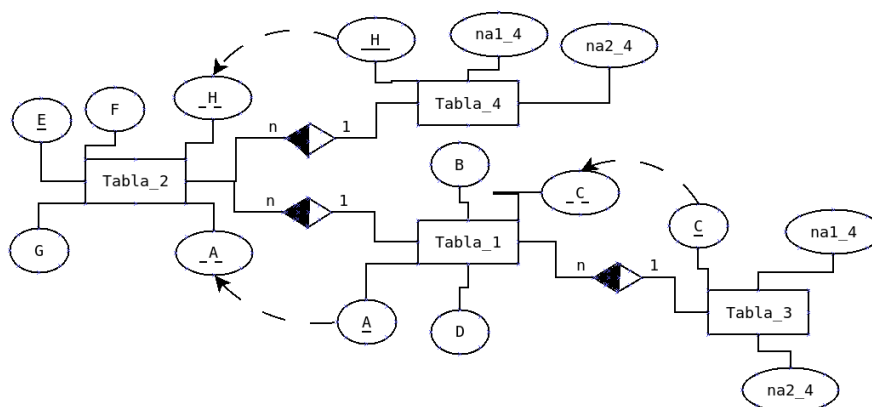 H
na1_4
na2_4
E
F
_H_
Tabla_4
n
1
Tabla_2
B
_C_
n
1
C
na1_4
G
_A_
Tabla_1
n
1
Tabla_3
A
D
na2_4